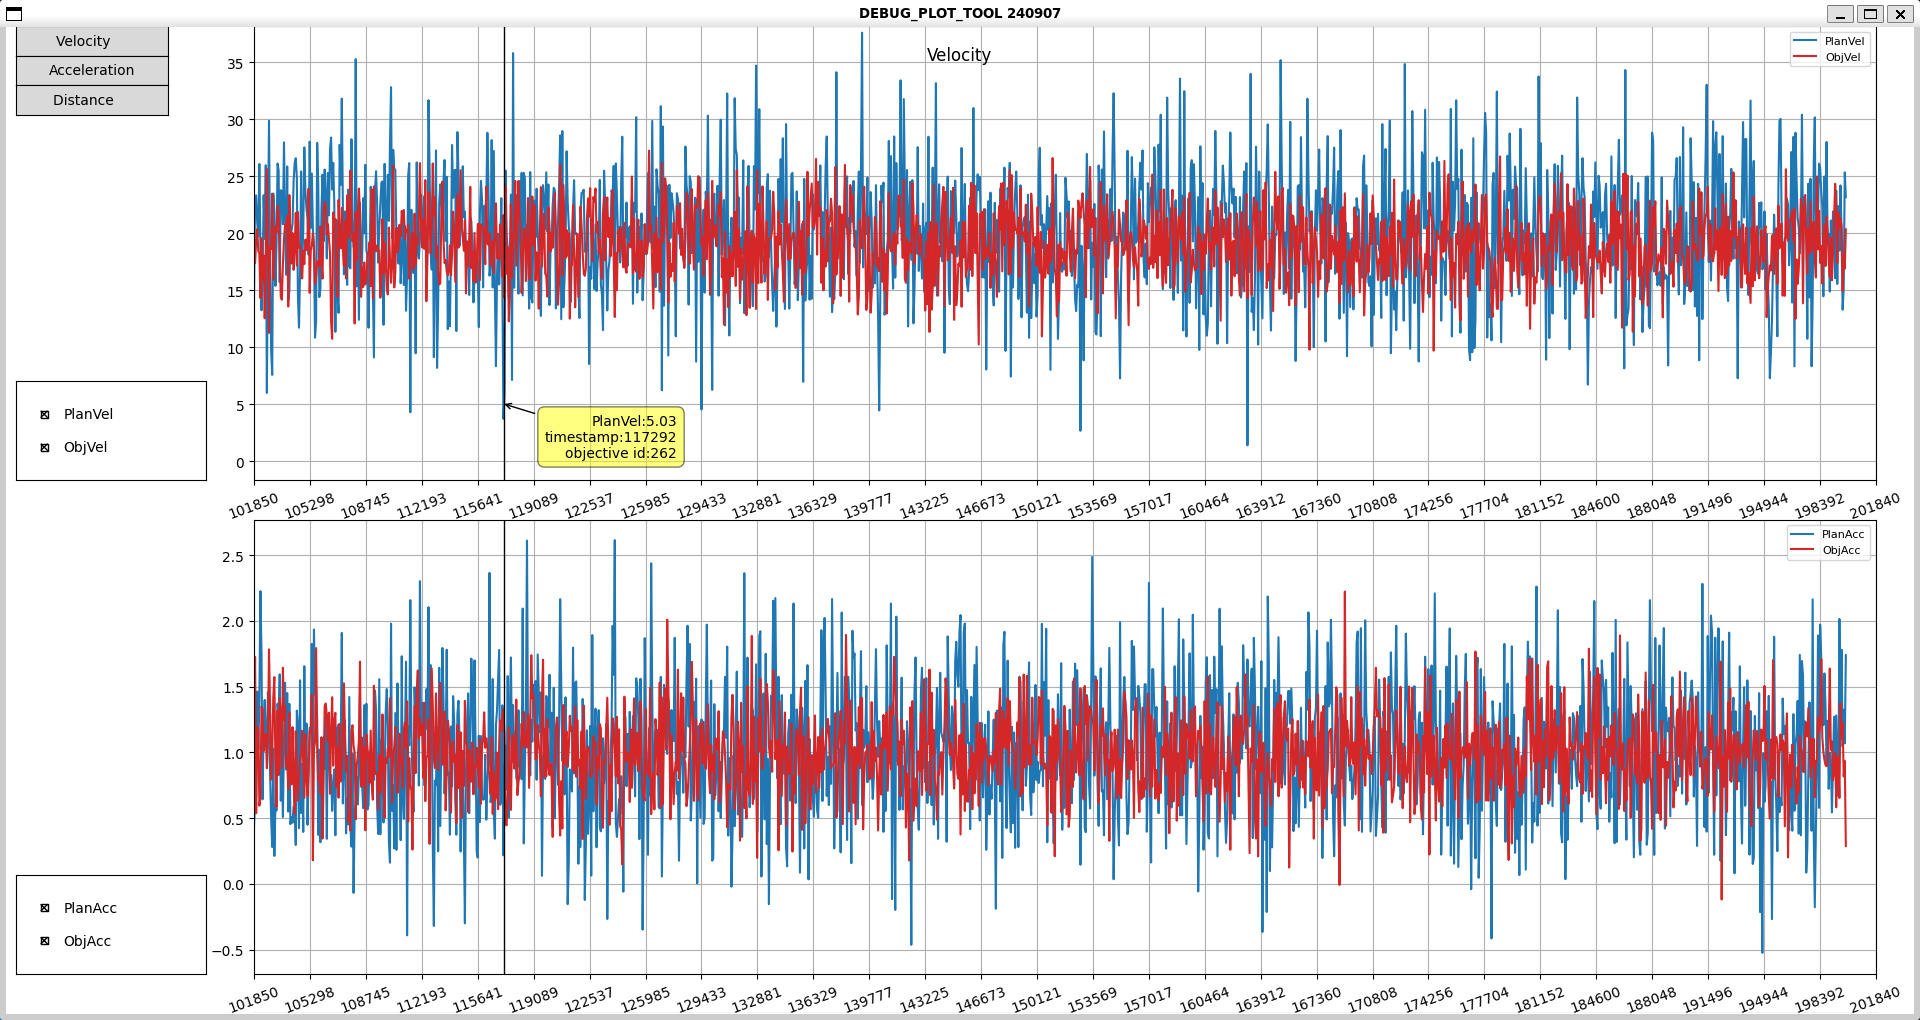 DEBUG_PLOT_TOOL 240907
Velocity
Acceleration
Distance
Velocity
PlanVel
ObjVel
35
30
25
20
15
10
5
0
PlanVel
ObjVel
PlanVel:5.03
timestamp:117292
objective id:262
101850 105298 108745 112193 115641 119089 122537 125985 129433 132881 136329 139777 143225 146673 150121 153569 157017 160464 163912 167360 170808 174256 177704 181152 184600 188048 191496 194944 198392 201840
PlanAcc
ObjAcc
2.5
2.0
1.5
1.0
0.5
0.0
−0.5
PlanAcc
ObjAcc
101850 105298 108745 112193 115641 119089 122537 125985 129433 132881 136329 139777 143225 146673 150121 153569 157017 160464 163912 167360 170808 174256 177704 181152 184600 188048 191496 194944 198392 201840